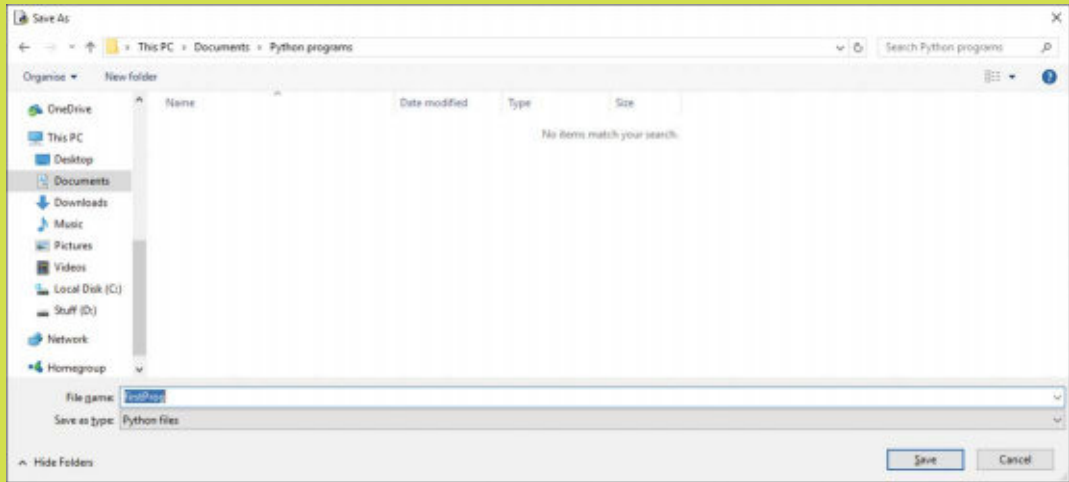 Save As
This PC › Documents › Python programs
Search Python programs
Organise
New folder
Name
Date modified
Type
Size
No items match your search.
OneDrive
This PC
Desktop
Documents
Downloads
Music
Pictures
Videos
Local Disk (C:)
Stuff (D:)
Network
Homegroup
File name: FirstProg
Save as type: Python files
Hide Folders
Save
Cancel